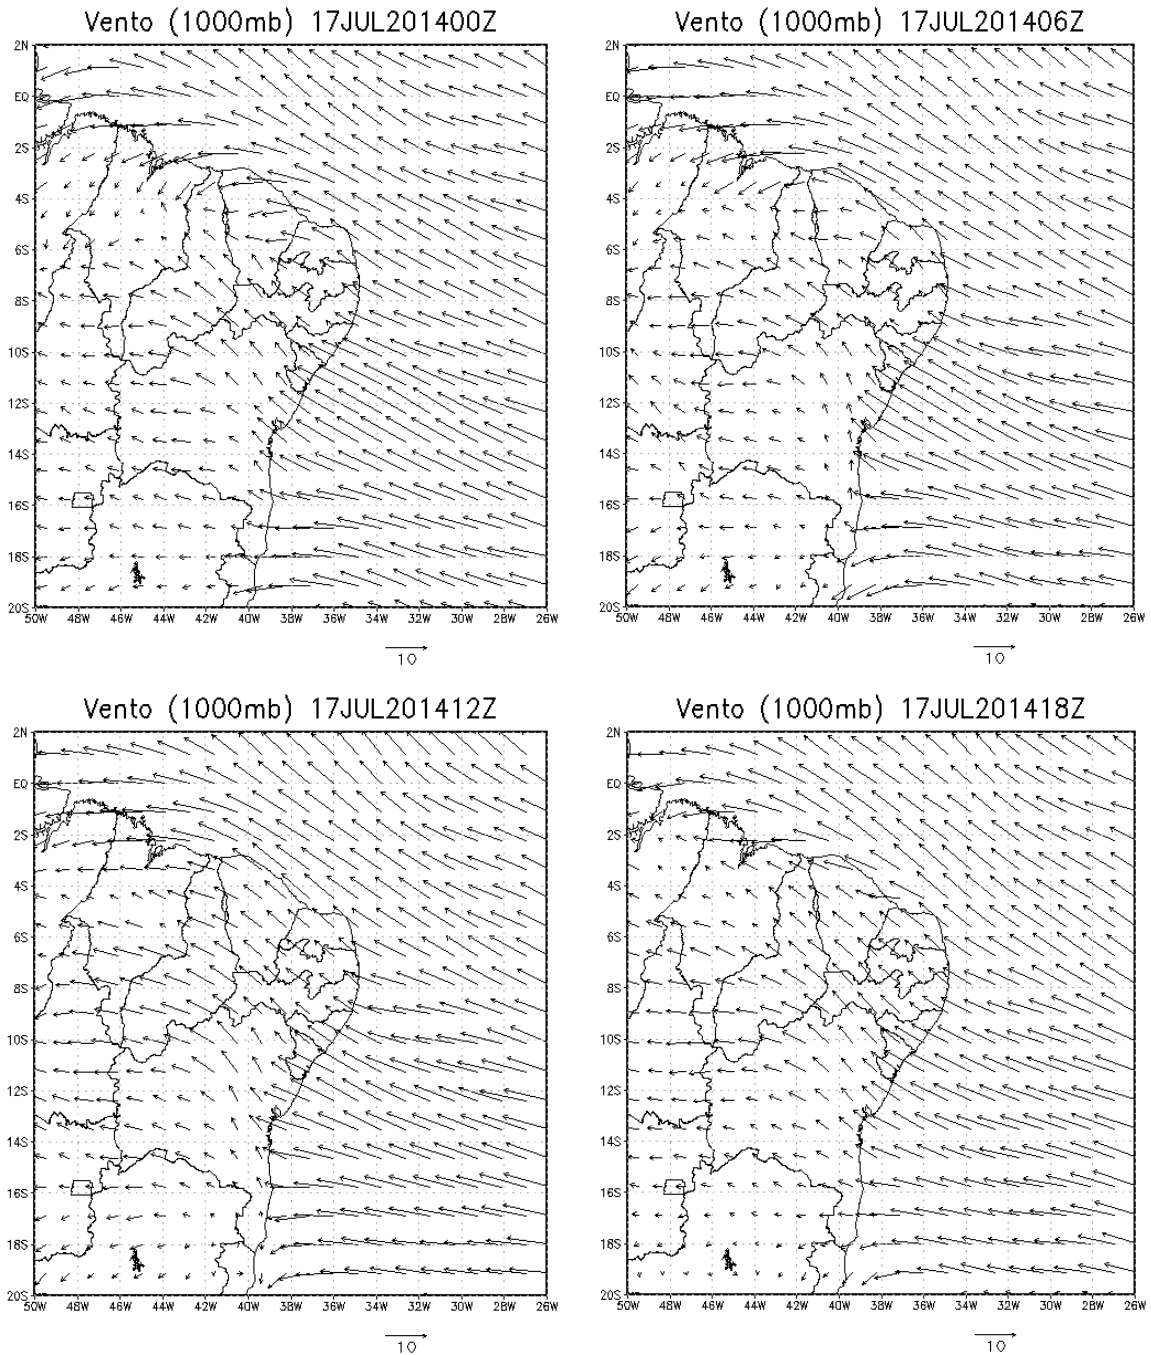 Vento (1000mb) 17JUL201400Z
2N
EQ
2S
4S
6S
8S
10S
12S
14S
16S
18S
20S
50W 48W 46W 44W 42W 40W 38W 36W 34W 32W 30W 28W 26W
10
Vento (1000mb) 17JUL201406Z
2N
EQ
2S
4S
6S
8S
10S
12S
14S
16S
18S
20S
50W 48W 46W 44W 42W 40W 38W 36W 34W 32W 30W 28W 26W
10
Vento (1000mb) 17JUL201412Z
2N
EQ
2S
4S
6S
8S
10S
12S
14S
16S
18S
20S
50W 48W 46W 44W 42W 40W 38W 36W 34W 32W 30W 28W 26W
10
Vento (1000mb) 17JUL201418Z
2N
EQ
2S
4S
6S
8S
10S
12S
14S
16S
18S
20S
50W 48W 46W 44W 42W 40W 38W 36W 34W 32W 30W 28W 26W
10